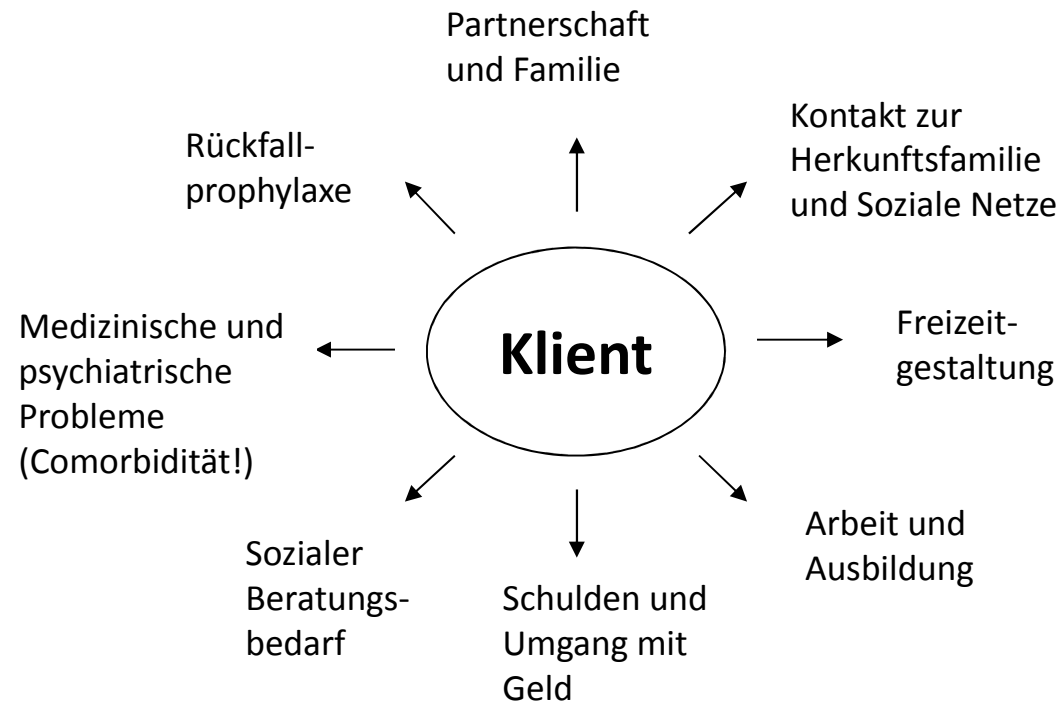 Partnerschaft
und Familie
Kontakt zur
Herkunftsfamilie
und Soziale Netze
Rückfall-
prophylaxe
Freizeit-
gestaltung
Klient
Medizinische und
psychiatrische
Probleme
(Comorbidität!)
Arbeit und
Ausbildung
Sozialer
Beratungs-
bedarf
Schulden und
Umgang mit
Geld